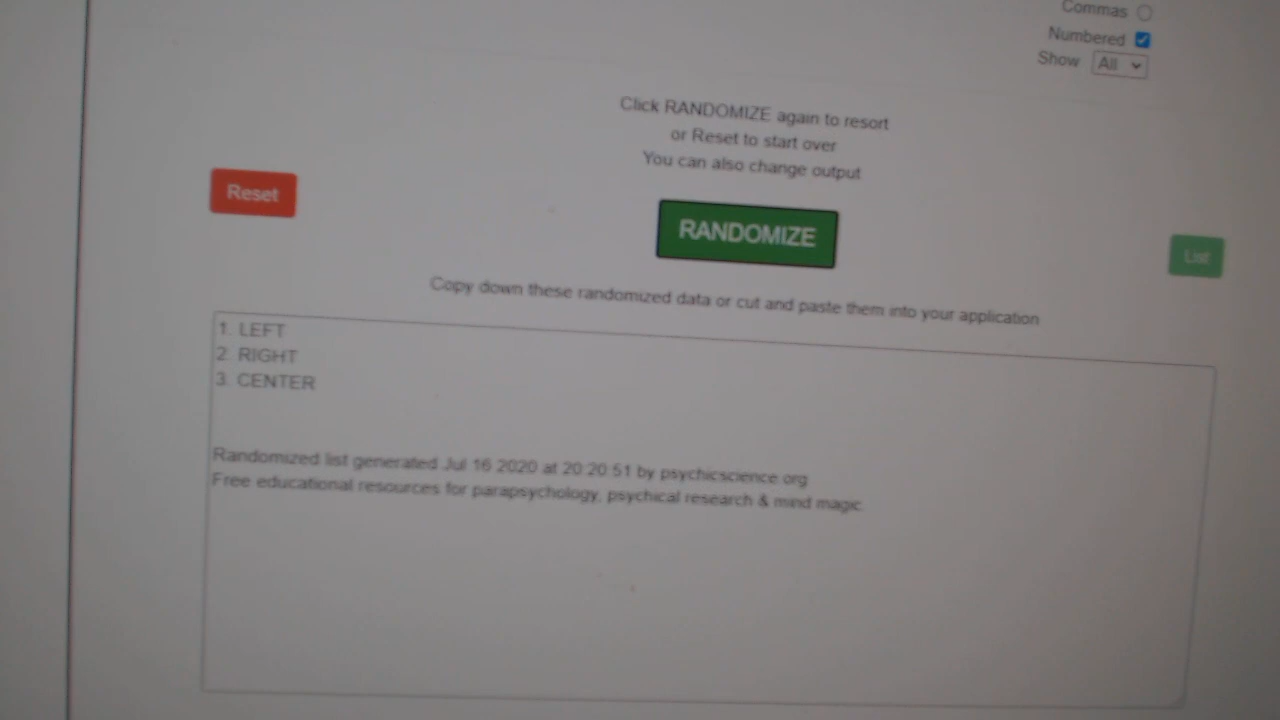 Commas
Numbered
Show All
Click RANDOMIZE again to resort
or Reset to start over
You can also change output
Reset
RANDOMIZE
List
Copy down these randomized data or cut and paste them into your application
1. LEFT
2. RIGHT
3. CENTER
Randomized list generated Jul 16 2020 at 20:20:51 by psychicscience.org
Free educational resources for parapsychology, psychical research & mind magic